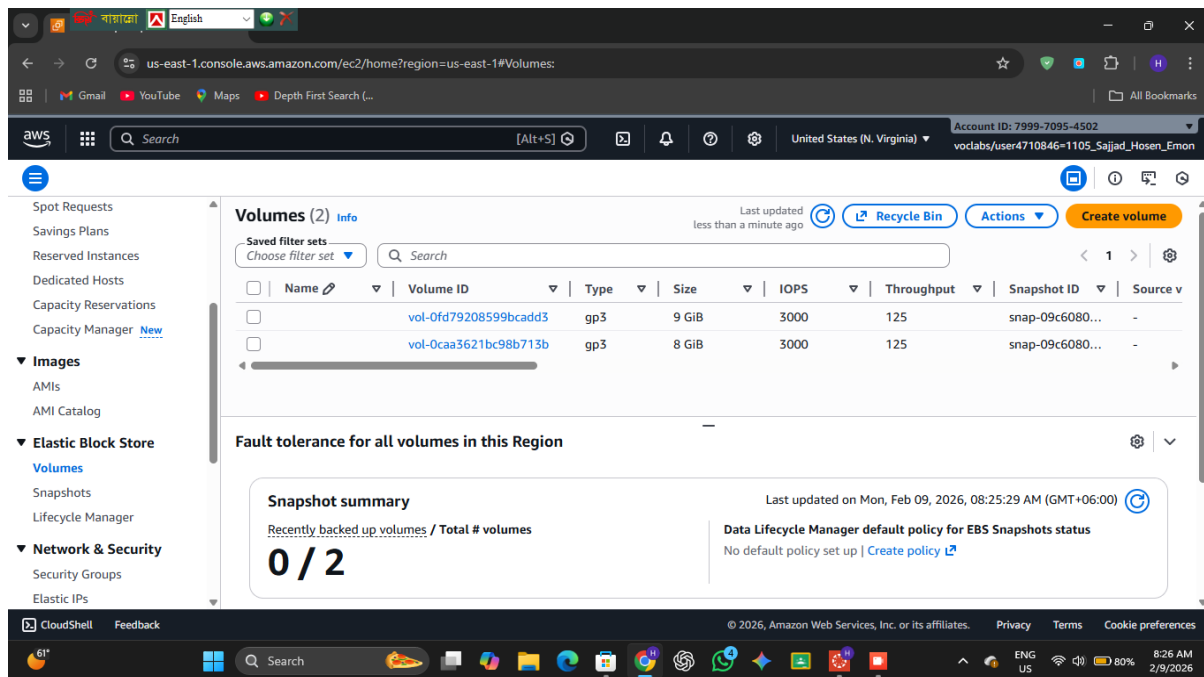 বায়ান্নো English
us-east-1.console.aws.amazon.com/ec2/home?region=us-east-1#Volumes:
H
Gmail YouTube Maps Depth First Search (... All Bookmarks
aws Search [Alt+S] United States (N. Virginia) Account ID: 7999-7095-4502
voclabs/user4710846=1105_Sajjad_Hosen_Emon
Spot Requests
Savings Plans
Reserved Instances
Dedicated Hosts
Capacity Reservations
Capacity Manager New
Images
AMIs
AMI Catalog
Elastic Block Store
Volumes
Snapshots
Lifecycle Manager
Network & Security
Security Groups
Elastic IPs
Volumes (2) Info
Last updated
less than a minute ago
Recycle Bin Actions Create volume
Saved filter sets
Choose filter set Search 1
Name Volume ID Type Size IOPS Throughput Snapshot ID Source v
vol-0fd79208599bcadd3 gp3 9 GiB 3000 125 snap-09c6080... -
vol-0caa3621bc98b713b gp3 8 GiB 3000 125 snap-09c6080... -
Fault tolerance for all volumes in this Region
Snapshot summary
Last updated on Mon, Feb 09, 2026, 08:25:29 AM (GMT+06:00)
Recently backed up volumes / Total # volumes
0 / 2
Data Lifecycle Manager default policy for EBS Snapshots status
No default policy set up | Create policy
CloudShell Feedback © 2026, Amazon Web Services, Inc. or its affiliates. Privacy Terms Cookie preferences
61° Search H 4 H ENG 80% 8:26 AM
US 2/9/2026